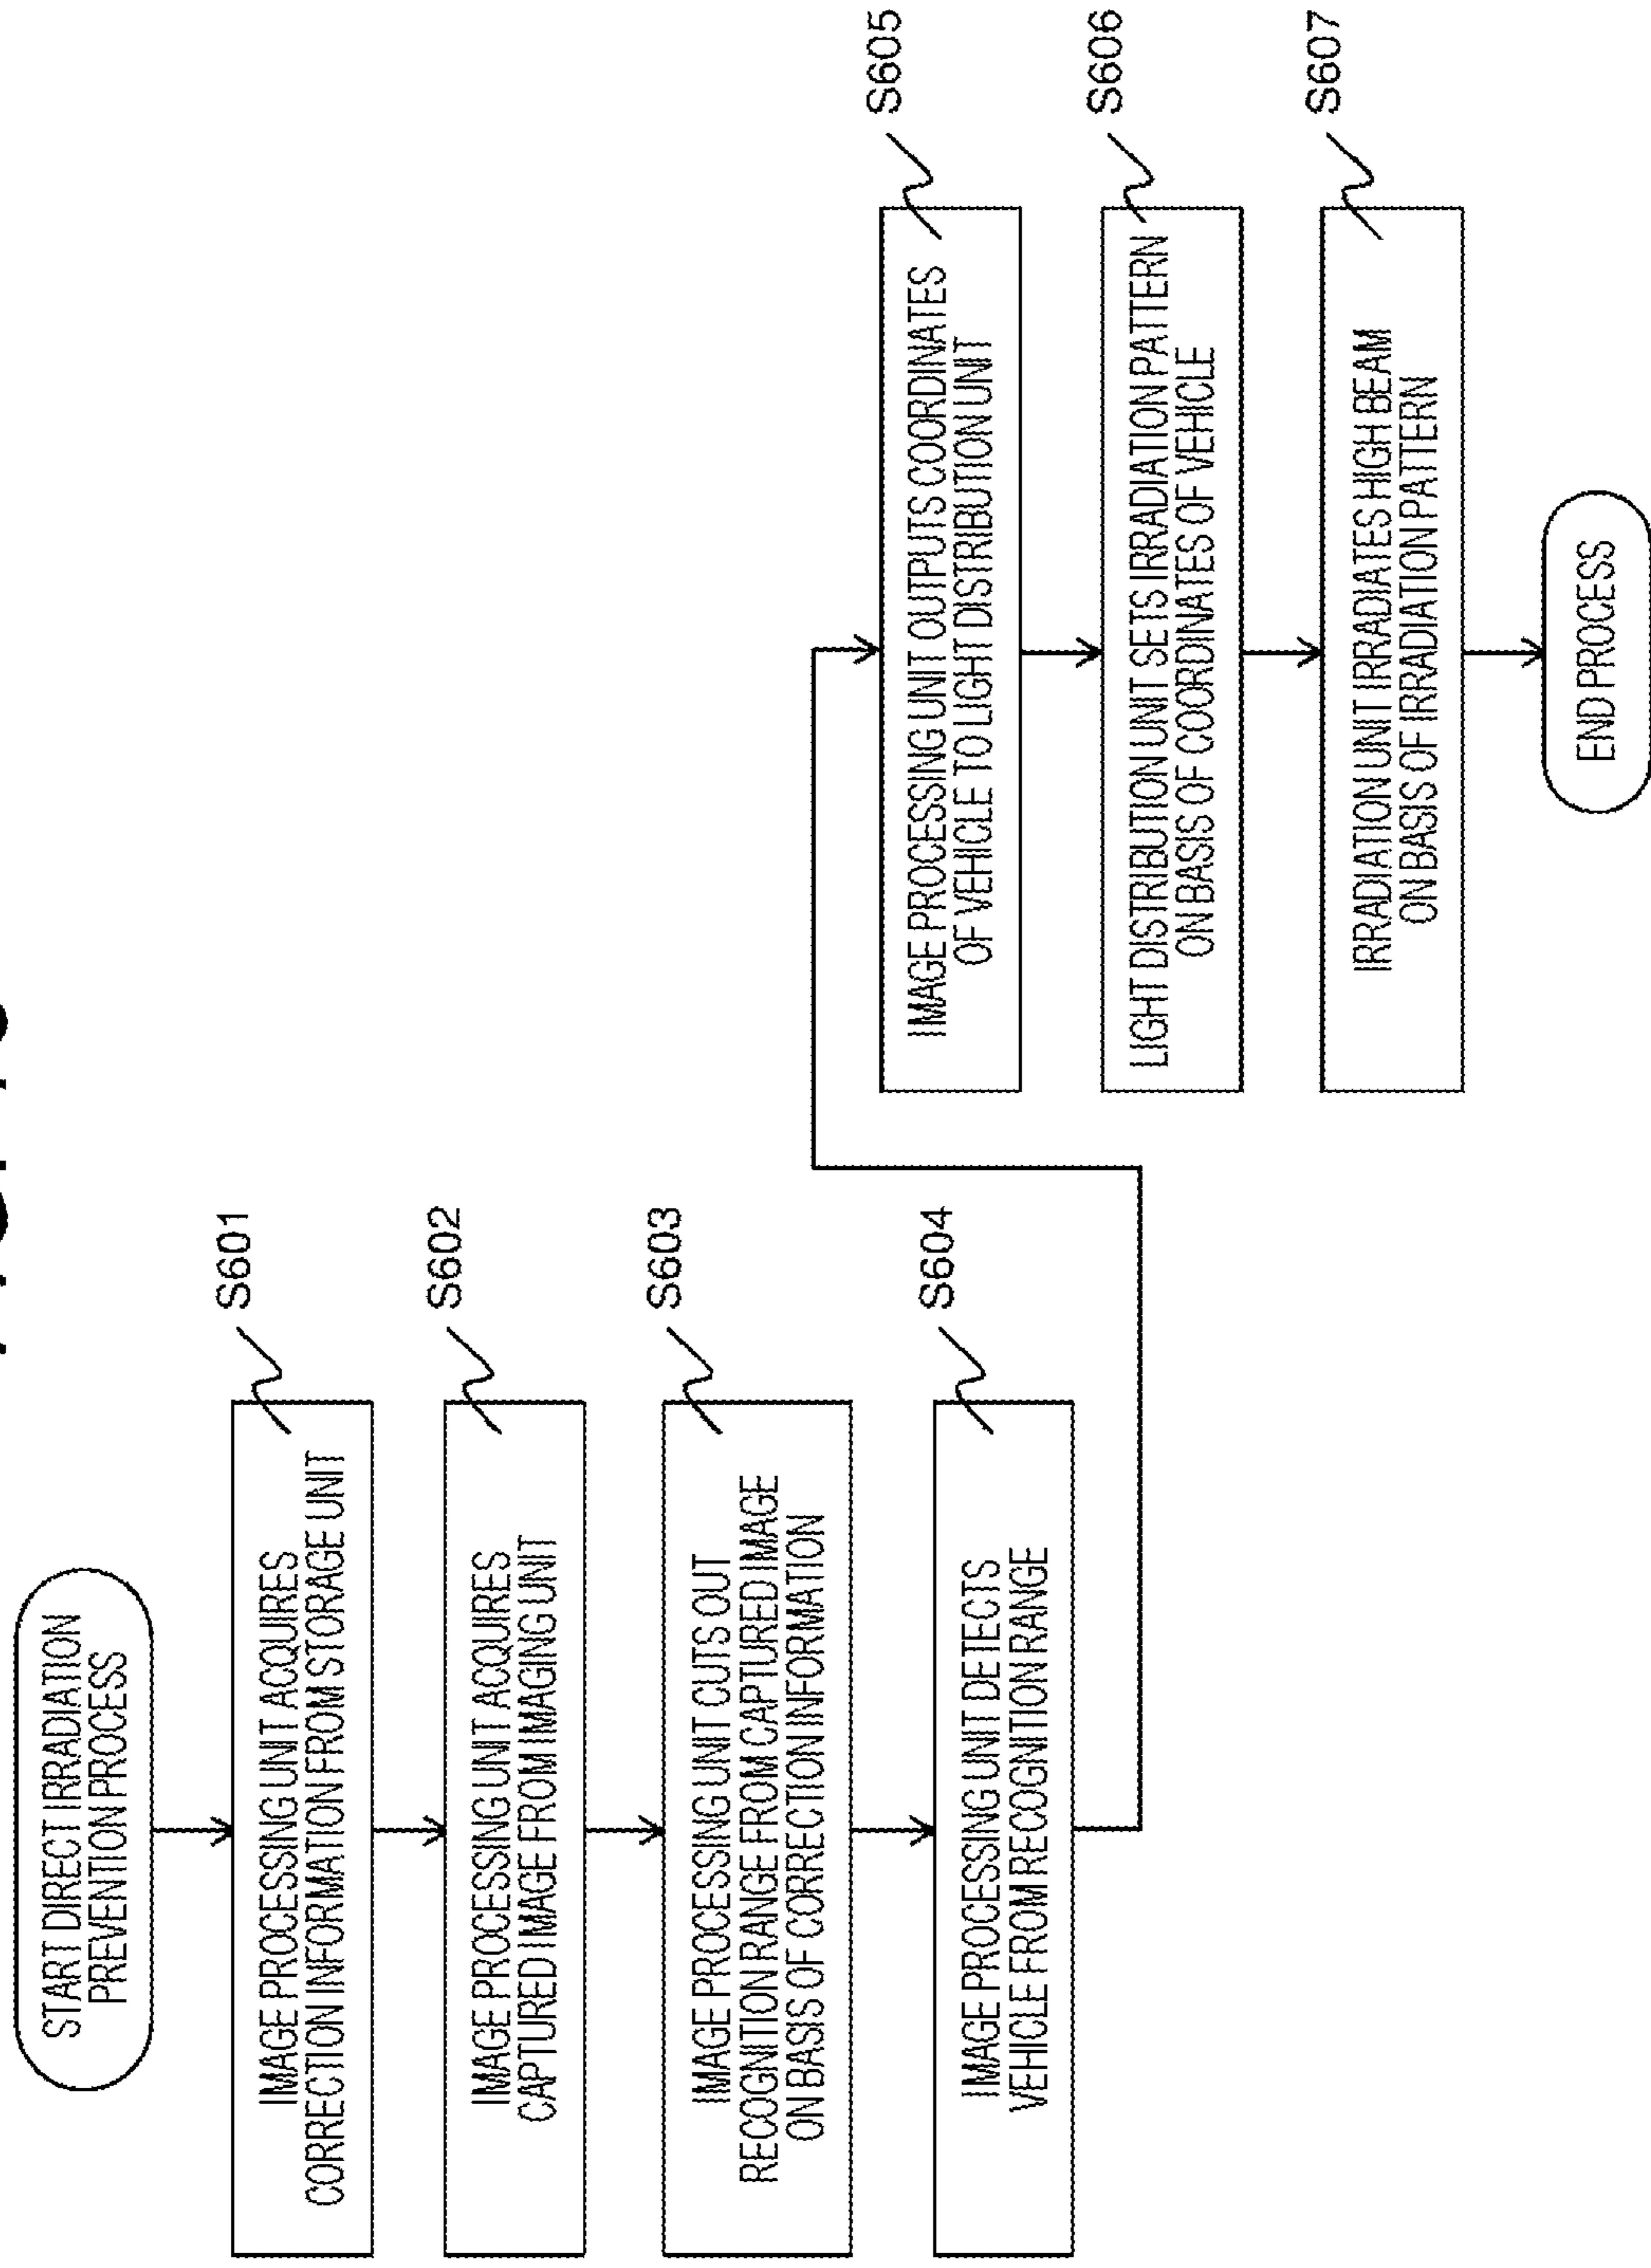 START DIRECT IRRADIATION
PREVENTION PROCESS
IMAGE PROCESSING UNIT ACQUIRES
CORRECTION INFORMATION FROM STORAGE UNIT
S601
IMAGE PROCESSING UNIT ACQUIRES
CAPTURED IMAGE FROM IMAGING UNIT
S602
IMAGE PROCESSING UNIT CUTS OUT
RECOGNITION RANGE FROM CAPTURED IMAGE
ON BASIS OF CORRECTION INFORMATION
S603
IMAGE PROCESSING UNIT DETECTS
VEHICLE FROM RECOGNITION RANGE
S604
IMAGE PROCESSING UNIT OUTPUTS COORDINATES
OF VEHICLE TO LIGHT DISTRIBUTION UNIT
S605
LIGHT DISTRIBUTION UNIT SETS IRRADIATION PATTERN
ON BASIS OF COORDINATES OF VEHICLE
S606
IRRADIATION UNIT IRRADIATES HIGH BEAM
ON BASIS OF IRRADIATION PATTERN
S607
END PROCESS